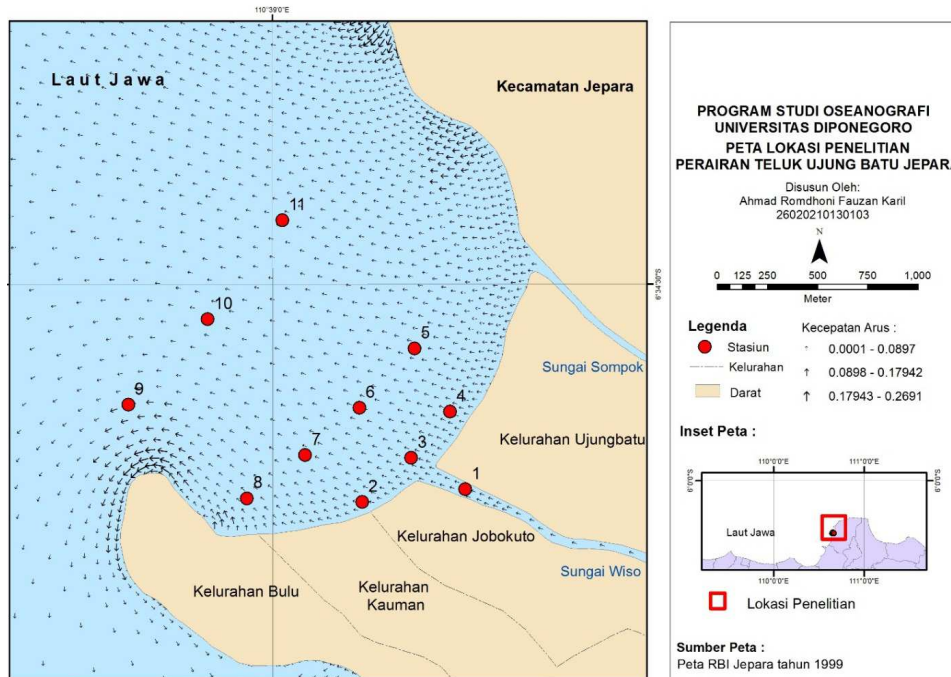 110°39'0"E
Laut Jawa
Kecamatan Jepara
11
10
9
5
6
4
7
3
8
2
1
6°34'30"S
Sungai Sompok
Kelurahan Ujungbatu
Kelurahan Jobokuto
Sungai Wiso
Kelurahan Bulu
Kelurahan
Kauman
PROGRAM STUDI OSEANOGRAFI
UNIVERSITAS DIPONEGORO
PETA LOKASI PENELITIAN
PERAIRAN TELUK UJUNG BATU JEPARA
Disusun Oleh:
Ahmad Romdhoni Fauzan Karil
26020210130103
N
0 125 250 500 750 1,000
Meter
Legenda
Stasiun
Kelurahan
Darat
Kecepatan Arus :
0.0001 - 0.0897
0.0898 - 0.17942
0.17943 - 0.2691
Inset Peta :
110°0'0"E 111°0'0"E
6°0'0"S
6°0'0"S
Laut Jawa
110°0'0"E 111°0'0"E
Lokasi Penelitian
Sumber Peta :
Peta RBI Jepara tahun 1999